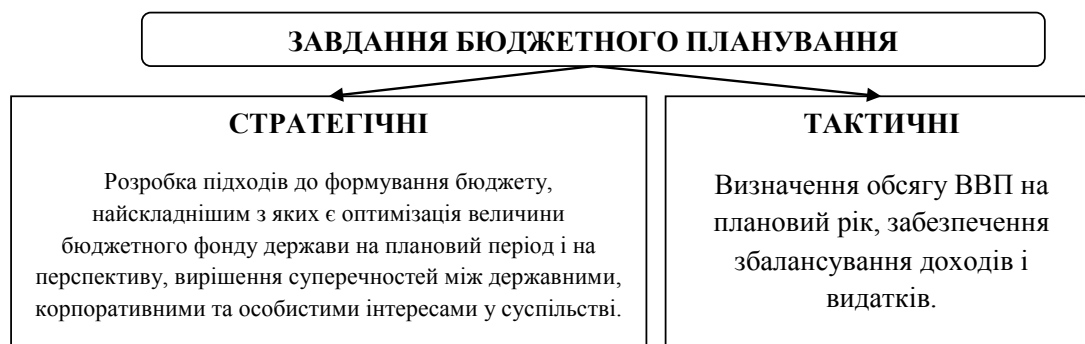 ЗАВДАННЯ БЮДЖЕТНОГО ПЛАНУВАННЯ
СТРАТЕГІЧНІ
Розробка підходів до формування бюджету,
найскладнішим з яких є оптимізація величини
бюджетного фонду держави на плановий період і на
перспективу, вирішення суперечностей між державними,
корпоративними та особистими інтересами у суспільстві.
ТАКТИЧНІ
Визначення обсягу ВВП на
плановий рік, забезпечення
збалансування доходів і
видатків.